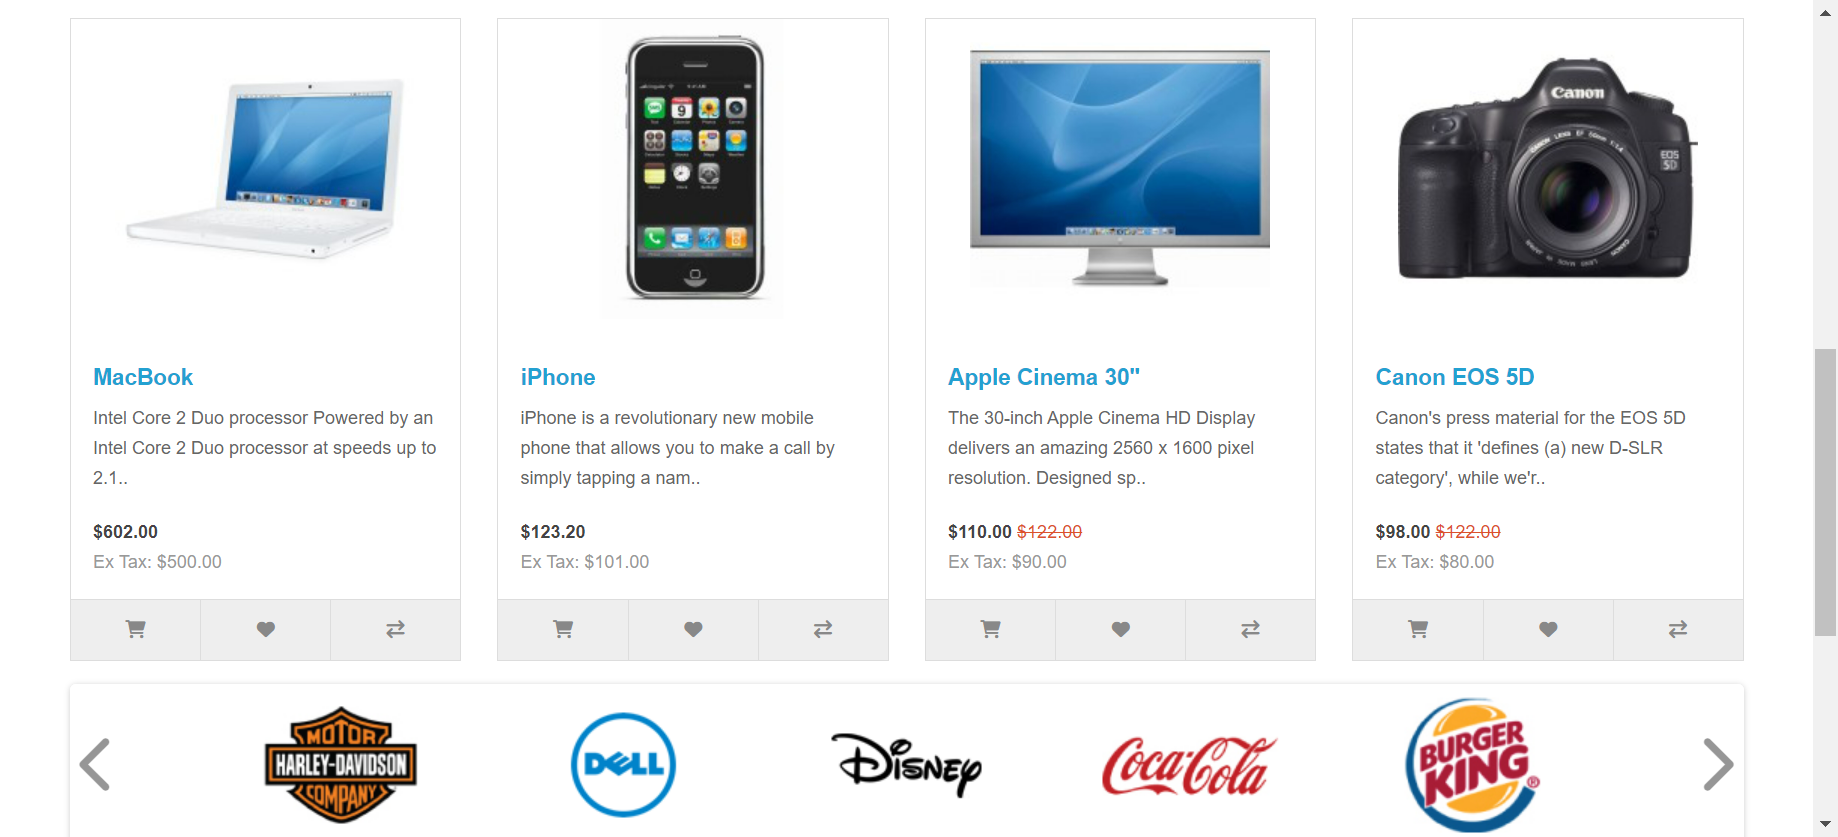 Canon
EOS
5D
MacBook
Intel Core 2 Duo processor Powered by an
Intel Core 2 Duo processor at speeds up to
2.1..
$602.00
Ex Tax: $500.00
iPhone
iPhone is a revolutionary new mobile
phone that allows you to make a call by
simply tapping a nam..
$123.20
Ex Tax: $101.00
Apple Cinema 30"
The 30-inch Apple Cinema HD Display
delivers an amazing 2560 x 1600 pixel
resolution. Designed sp..
$110.00 $122.00
Ex Tax: $90.00
Canon EOS 5D
Canon's press material for the EOS 5D
states that it 'defines (a) new D-SLR
category', while we'r..
$98.00 $122.00
Ex Tax: $80.00
MOTOR
HARLEY-DAVIDSON
COMPANY
DELL
Disney
Coca-Cola
BURGER
KING
®